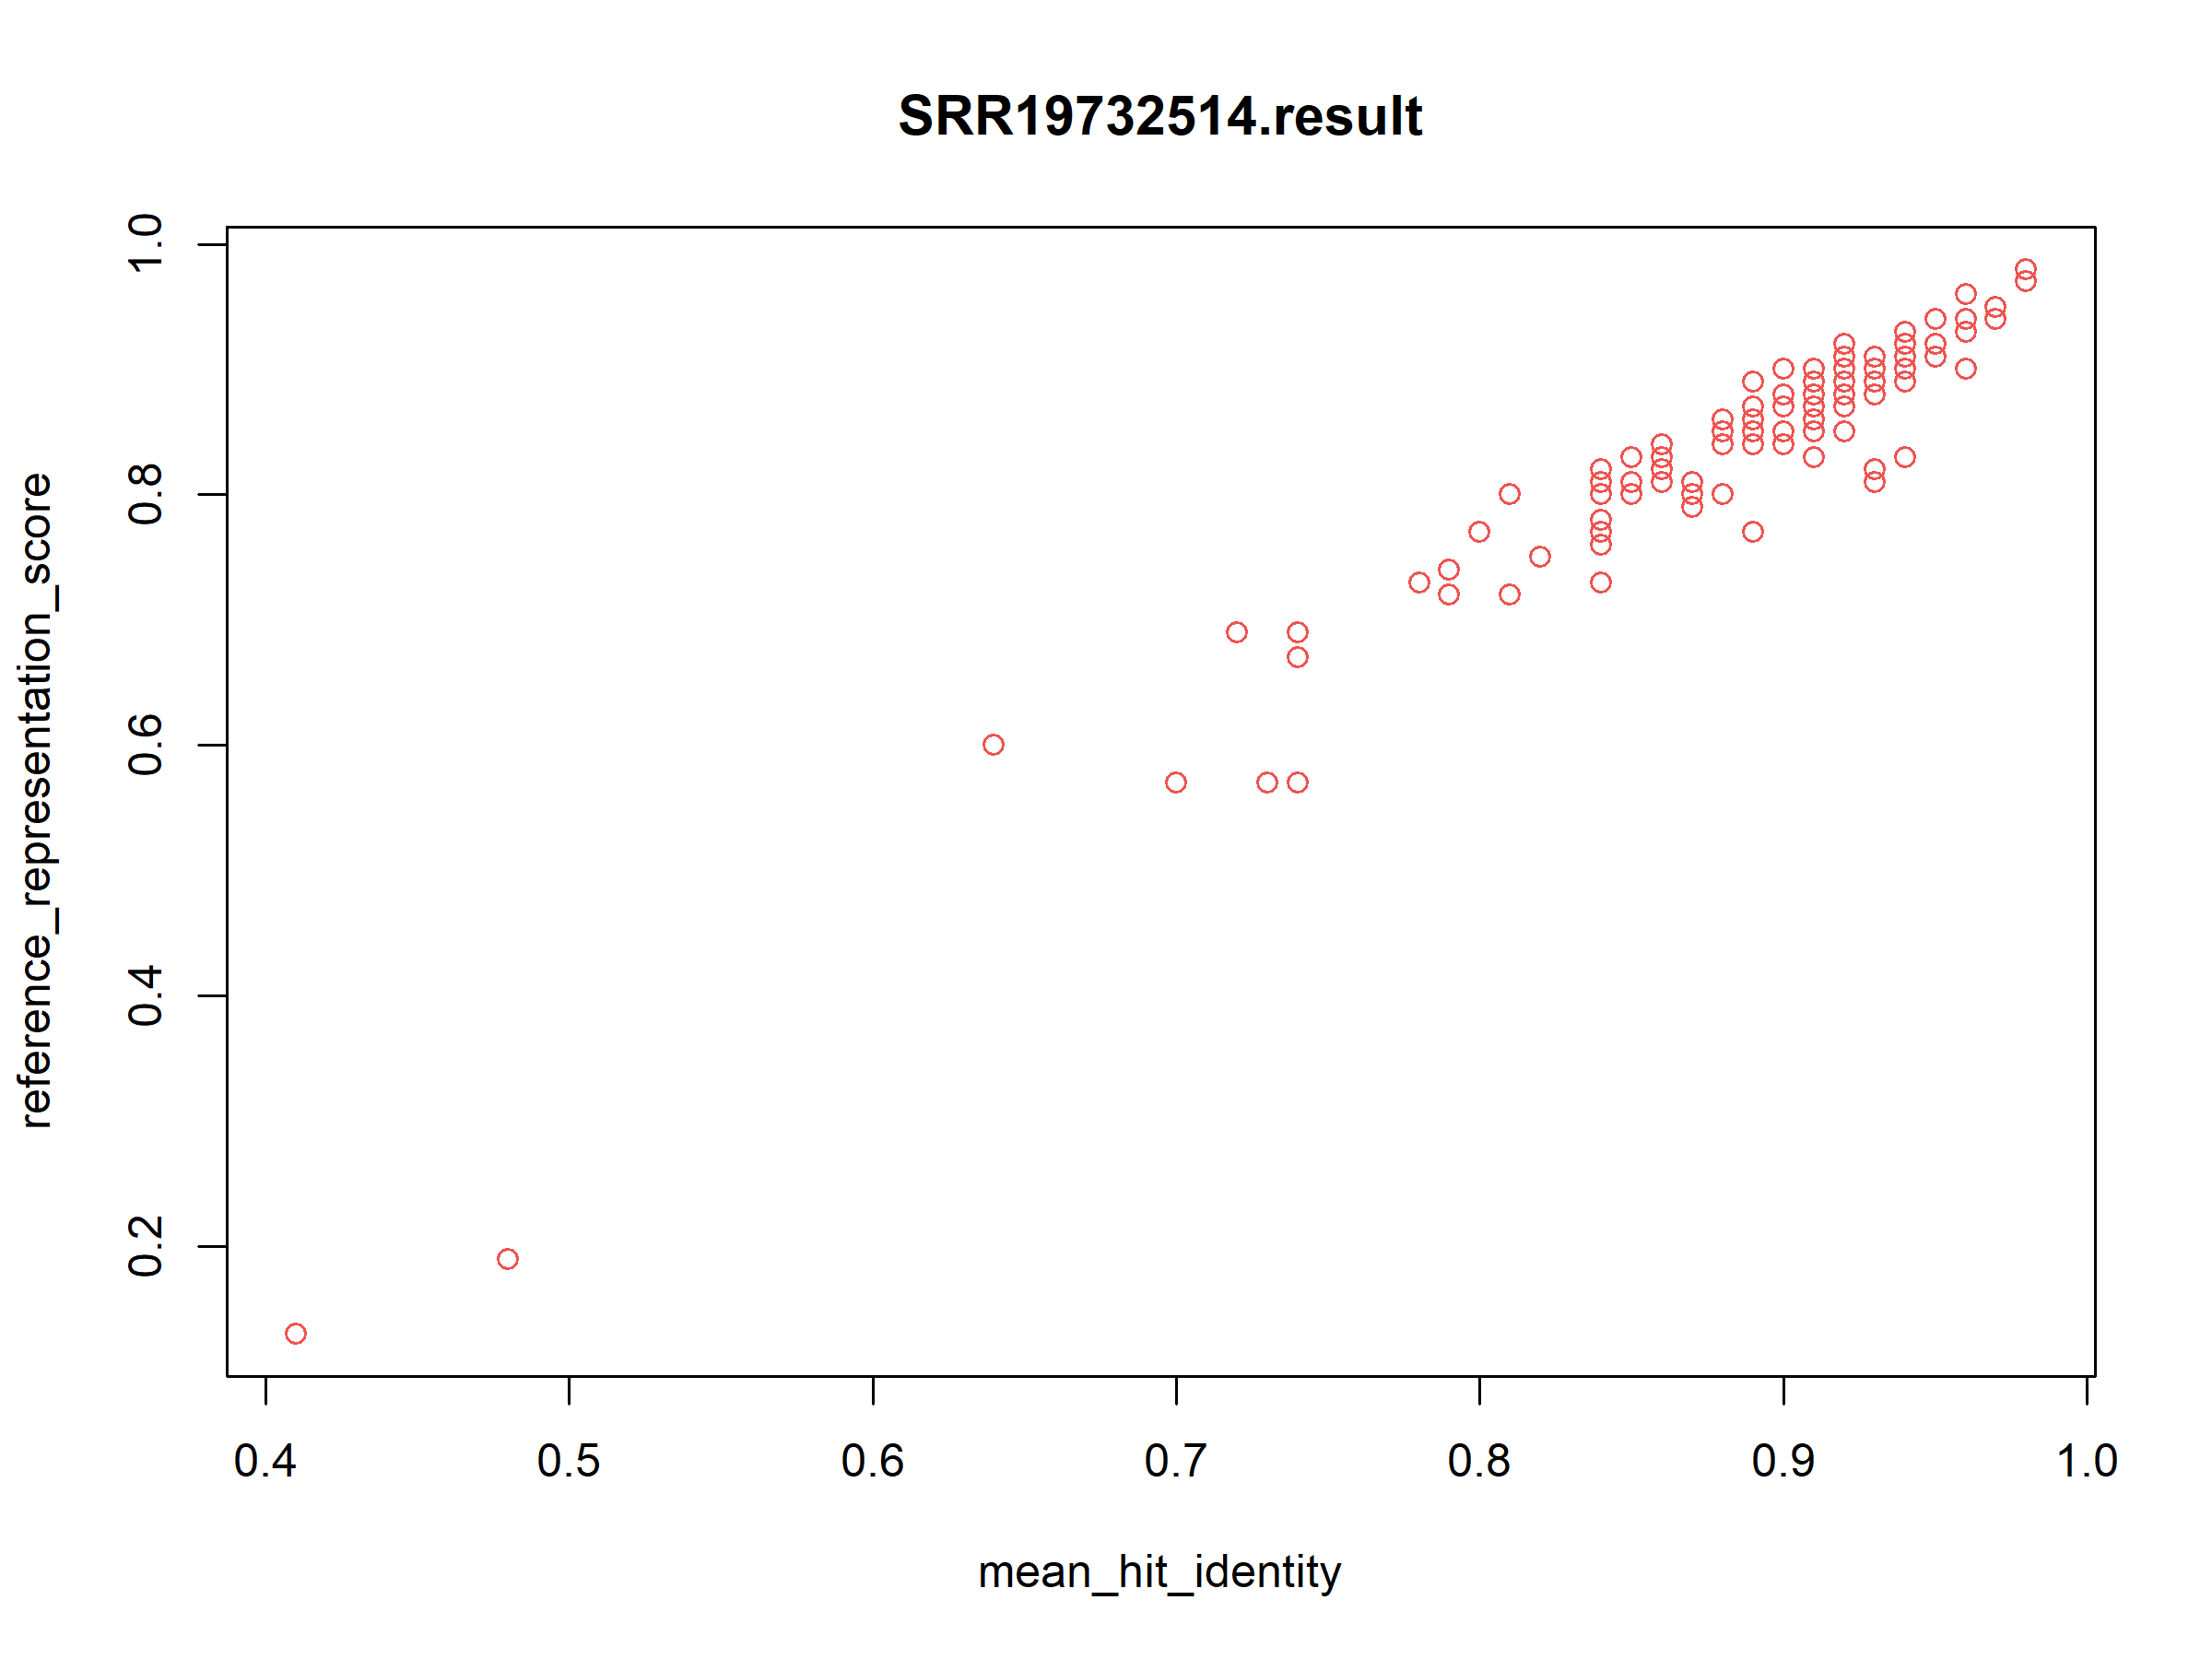 SRR19732514.result
reference_representation_score
1.0
0.8
0.6
0.4
0.2
0.4 0.5 0.6 0.7 0.8 0.9 1.0
mean_hit_identity